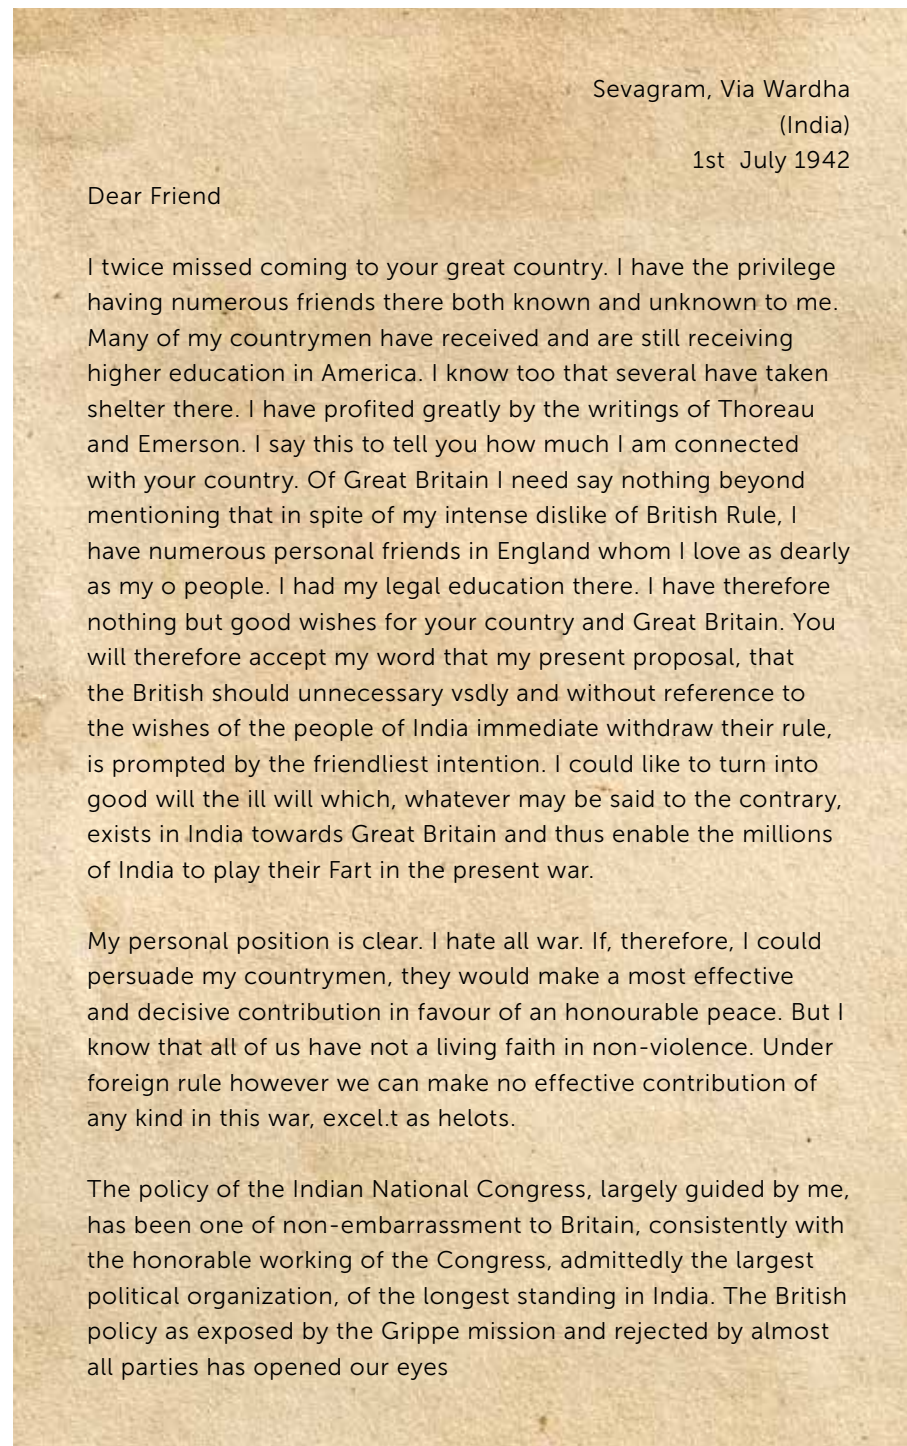 Sevagram, Via Wardha
(India)
1st July 1942
Dear Friend
I twice missed coming to your great country. I have the privilege
having numerous friends there both known and unknown to me.
Many of my countrymen have received and are still receiving
higher education in America. I know too that several have taken
shelter there. I have profited greatly by the writings of Thoreau
and Emerson. I say this to tell you how much I am connected
with your country. Of Great Britain I need say nothing beyond
mentioning that in spite of my intense dislike of British Rule, I
have numerous personal friends in England whom I love as dearly
as my o people. I had my legal education there. I have therefore
nothing but good wishes for your country and Great Britain. You
will therefore accept my word that my present proposal, that
the British should unnecessary vsdly and without reference to
the wishes of the people of India immediate withdraw their rule,
is prompted by the friendliest intention. I could like to turn into
good will the ill will which, whatever may be said to the contrary,
exists in India towards Great Britain and thus enable the millions
of India to play their Fart in the present war.
My personal position is clear. I hate all war. If, therefore, I could
persuade my countrymen, they would make a most effective
and decisive contribution in favour of an honourable peace. But I
know that all of us have not a living faith in non-violence. Under
foreign rule however we can make no effective contribution of
any kind in this war, excel.t as helots.
The policy of the Indian National Congress, largely guided by me,
has been one of non-embarrassment to Britain, consistently with
the honorable working of the Congress, admittedly the largest
political organization, of the longest standing in India. The British
policy as exposed by the Grippe mission and rejected by almost
all parties has opened our eyes